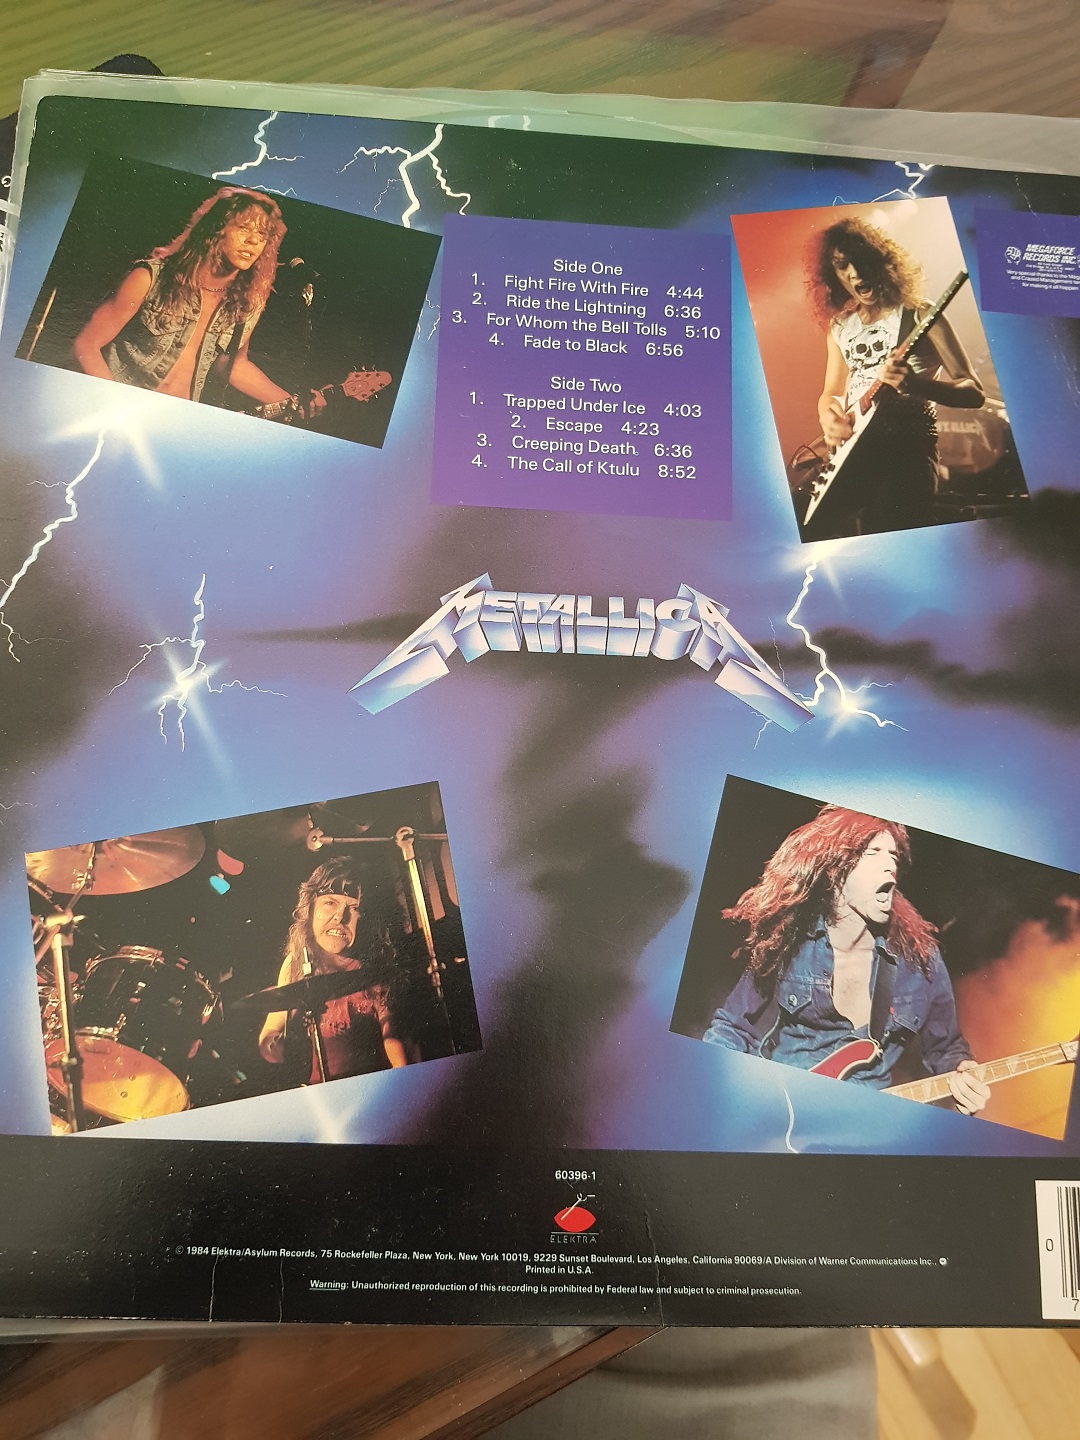 Side One
1. Fight Fire With Fire 4:44
2. Ride the Lightning 6:36
3. For Whom the Bell Tolls 5:10
4. Fade to Black 6:56
Side Two
1. Trapped Under Ice 4:03
2. Escape 4:23
3. Creeping Death 6:36
4. The Call of Ktulu 8:52
MEGAFORCE
RECORDS INC.
Very special thanks to the
and Crazed Management
for making it all happen
METALLICA
60396-1
ELEKTRA
© 1984 Elektra/Asylum Records, 75 Rockefeller Plaza, New York, New York 10019, 9229 Sunset Boulevard, Los Angeles, California 90069/A Division of Warner Communications Inc.,
Printed in U.S.A.
Warning: Unauthorized reproduction of this recording is prohibited by Federal law and subject to criminal prosecution.
0
7